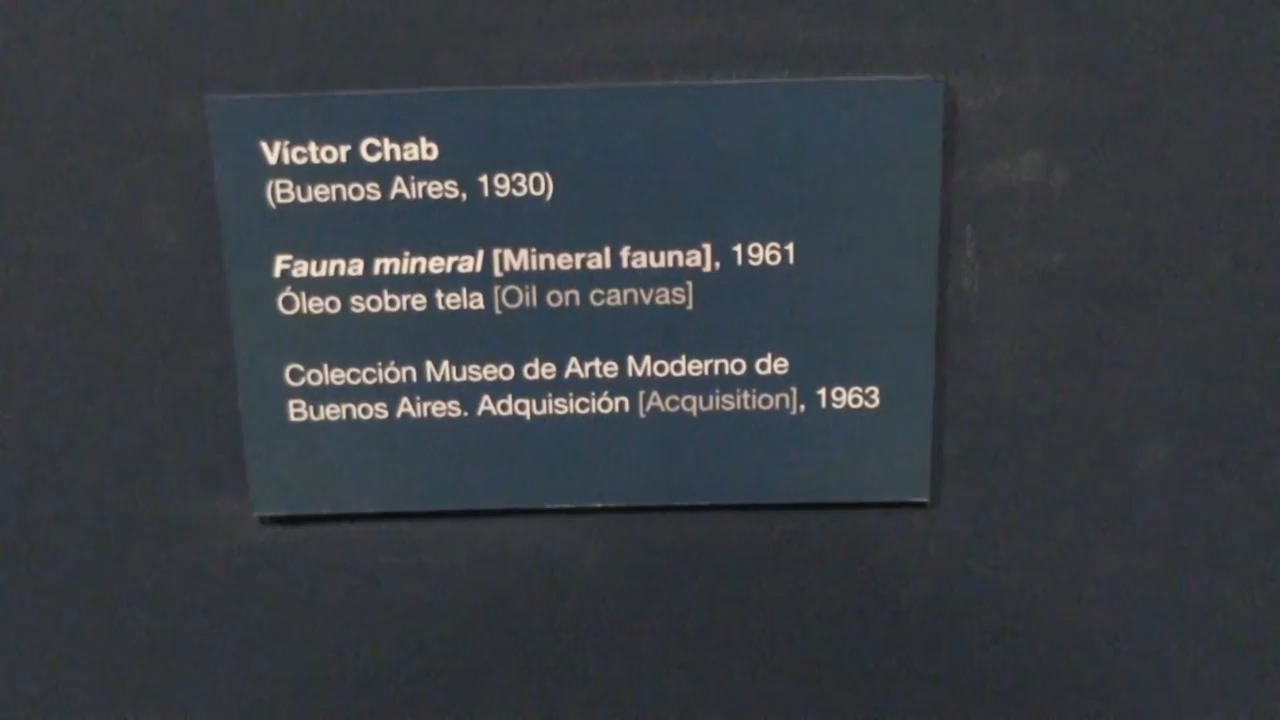 Víctor Chab
(Buenos Aires, 1930)
Fauna mineral [Mineral fauna], 1961
Óleo sobre tela [Oil on canvas]
Colección Museo de Arte Moderno de
Buenos Aires. Adquisición [Acquisition], 1963